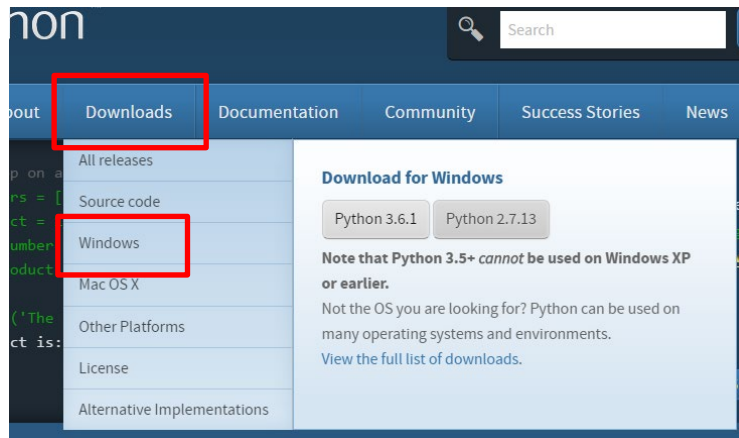 Search
Downloads Documentation Community Success Stories News
All releases
Source code
Windows
Mac OS X
Other Platforms
License
Alternative Implementations
Download for Windows
Python 3.6.1 Python 2.7.13
Note that Python 3.5+ cannot be used on Windows XP
or earlier.
Not the OS you are looking for? Python can be used on
many operating systems and environments.
View the full list of downloads.
('The
ct is: